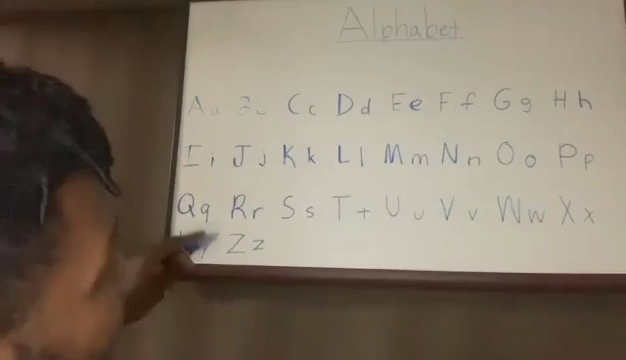 Alphabet
Aa Bb Cc Dd Ee Ff Gg Hh
Ii Jj Kk Ll Mm Nn Oo Pp
Qq Rr Ss Tt Uu Vv Ww Xx
Zz